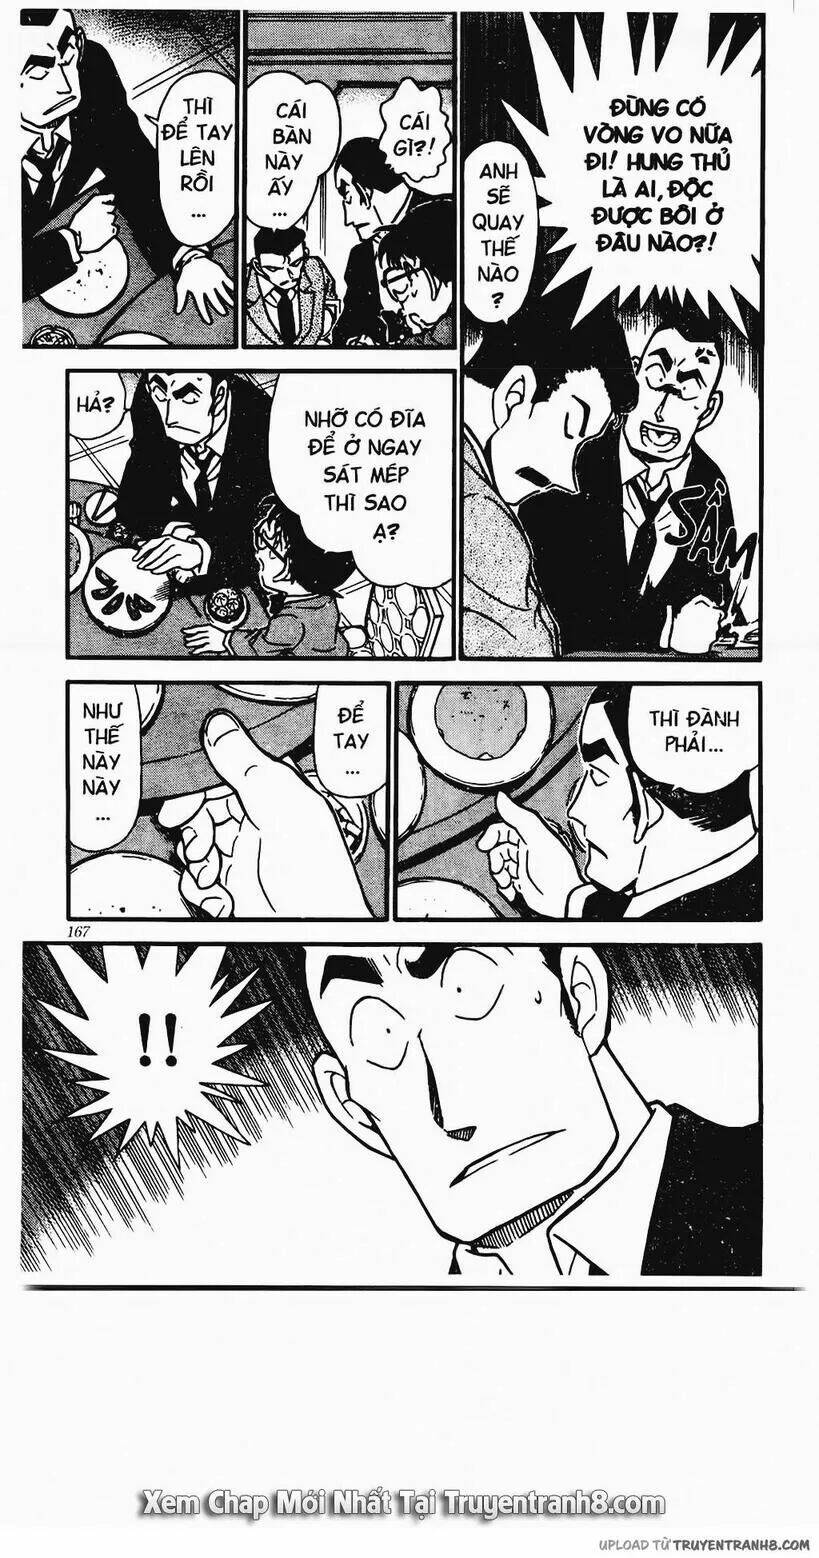 ĐỪNG CÓ
VÒNG VO NỮA
ĐI! HUNG THỦ
LÀ AI, ĐỘC
ĐƯỢC BÔI Ở
ĐÂU NÀO?!
ANH
SẼ
QUAY
THẾ
NÀO
?
SẦM
CÁI
GÌ?!
CÁI
BÀN
NÀY
ẤY
...
THÌ
ĐỂ TAY
LÊN
RỒI
...
NHỠ CÓ ĐĨA
ĐỂ Ở NGAY
SÁT MÉP
THÌ SAO
Ạ?
HẢ?
THÌ ĐÀNH
PHẢI...
ĐỂ
TAY
...
NHƯ
THẾ
NÀY
NÀY
...
167
!!
Xem Chap Mới Nhất Tại Truyentranh8.com
UPLOAD TỪ TRUYENTRANH8.COM